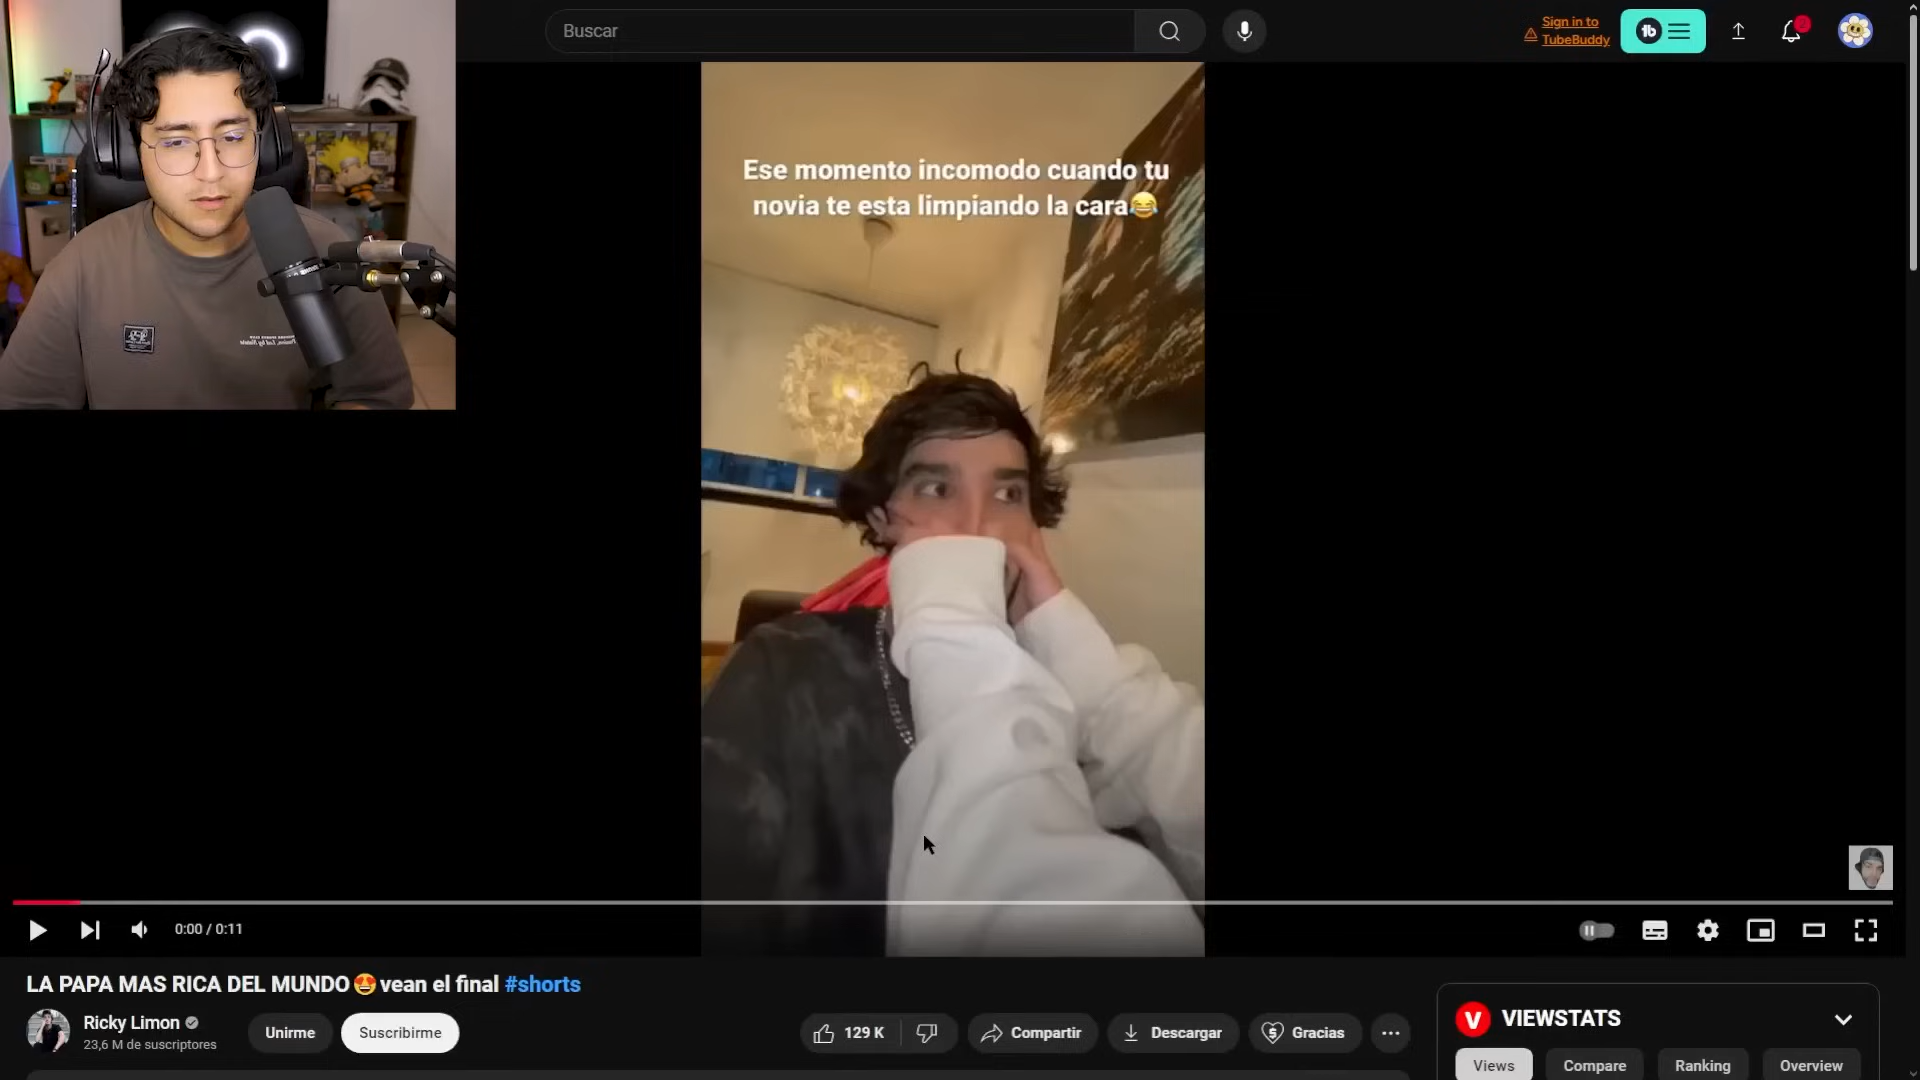 Buscar
Sign in to
TubeBuddy
Ese momento incomodo cuando tu
novia te esta limpiando la cara😂
0:00 / 0:11
LA PAPA MAS RICA DEL MUNDO😍vean el final #shorts
Ricky Limon
23,6 M de suscriptores
Unirme
Suscribirme
129 K
Compartir
Descargar
Gracias
VIEWSTATS
Views
Compare
Ranking
Overview